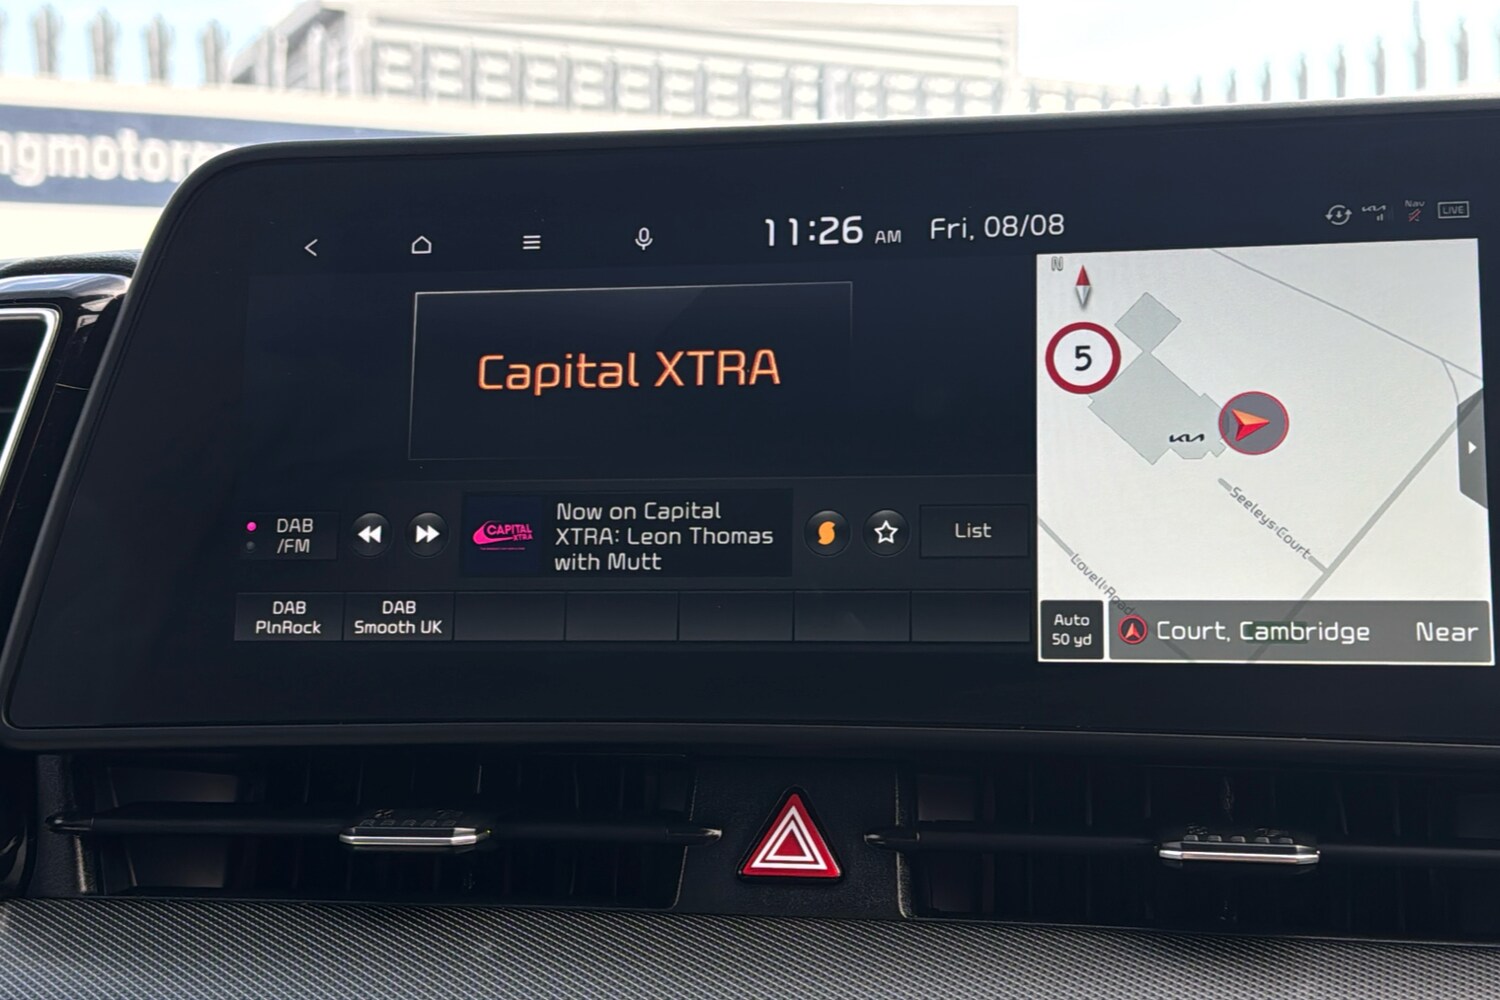 ngmotor
11:26 AM Fri, 08/08
Nav
LIVE
N
5
Capital XTRA
KIA
DAB
/FM
CAPITAL
XTRA
Now on Capital
XTRA: Leon Thomas
with Mutt
List
Seeleys Court
Lovell Road
DAB
PlnRock
DAB
Smooth UK
Auto
50 yd
Court, Cambridge Near